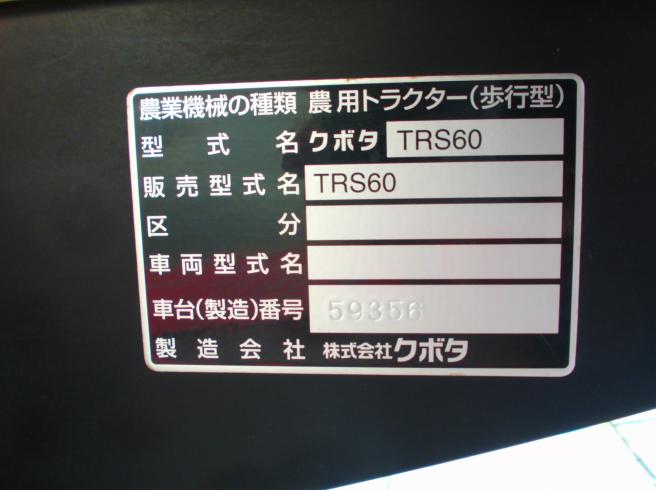 農業機械の種類 農用トラクター(歩行型)
型式名 クボタ TRS60
販売型式名 TRS60
区分
車両型式名
車台(製造)番号 59356
製造会社 株式会社クボタ